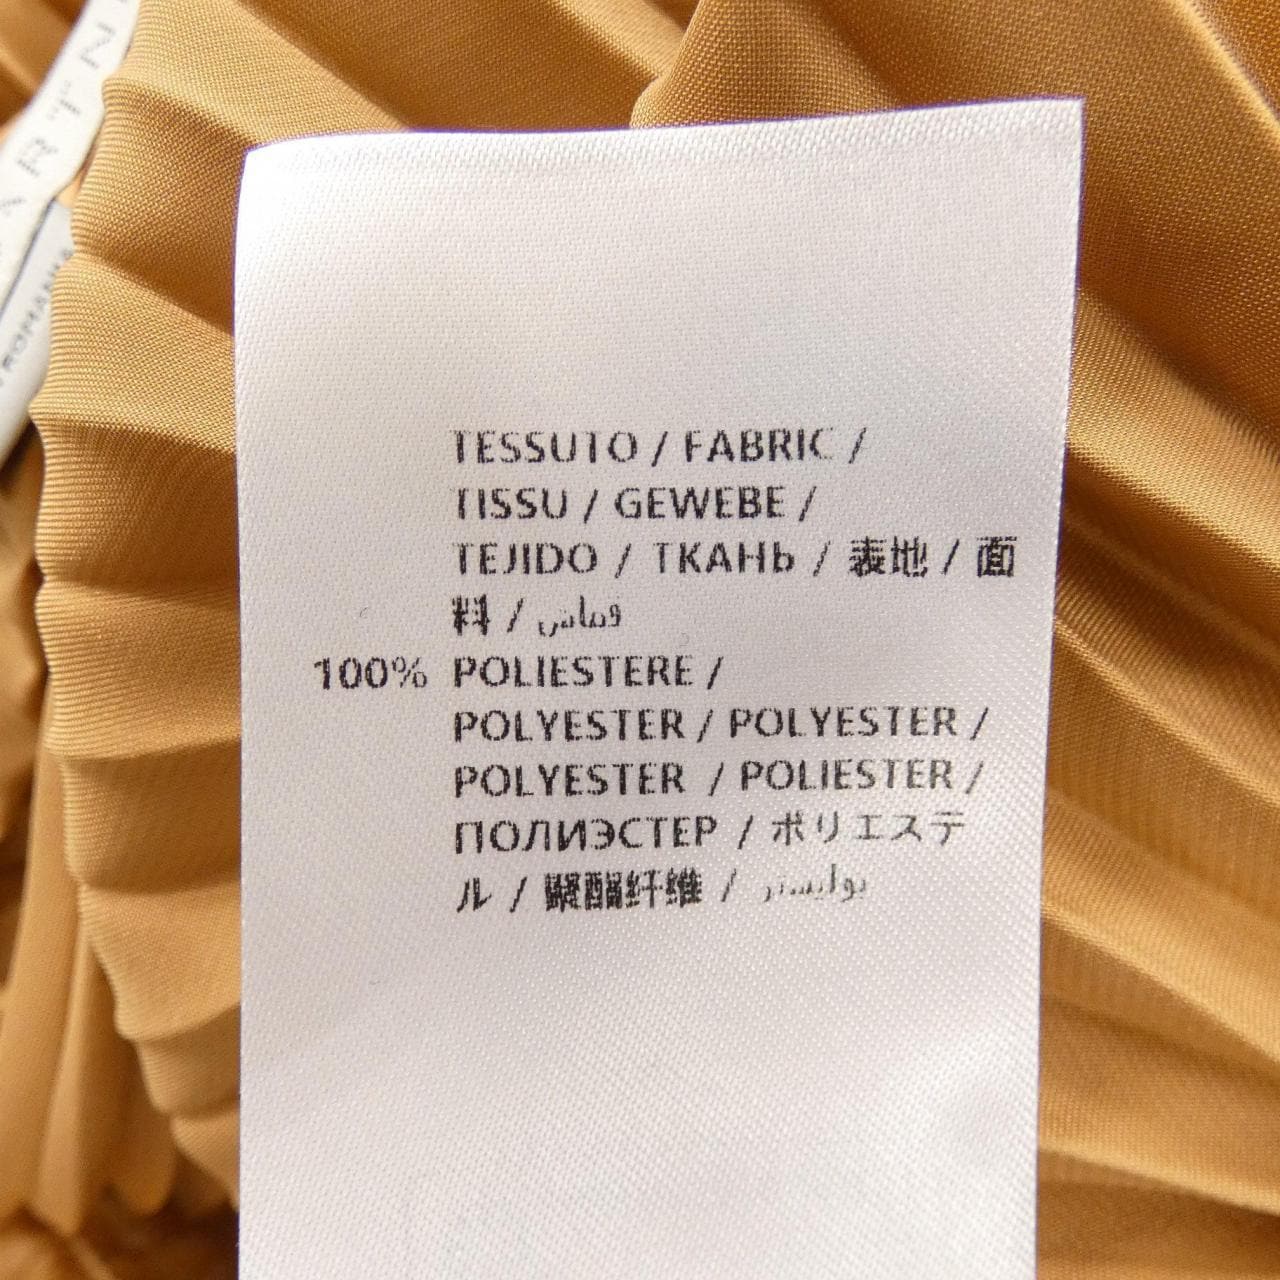 TESSUTO / FABRIC /
TISSU / GEWEBE /
TEJIDO / ТКАНЬ / 表地 / 面
料 / قماش
100% POLIESTERE /
POLYESTER / POLYESTER /
POLYESTER / POLIESTER /
ПОЛИЭСТЕР / ポリエステ
ル / 聚酯纤维 / بوليستر